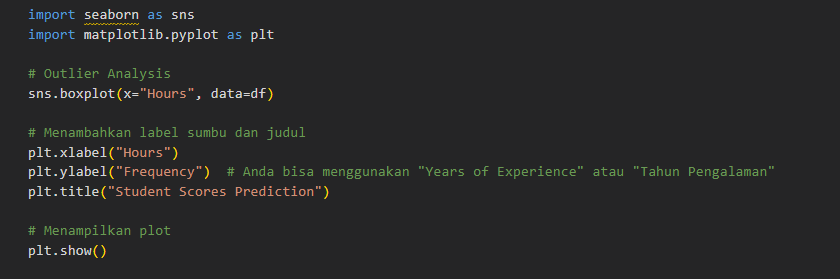 import seaborn as sns
import matplotlib.pyplot as plt
# Outlier Analysis
sns.boxplot(x="Hours", data=df)
# Menambahkan label sumbu dan judul
plt.xlabel("Hours")
plt.ylabel("Frequency")  # Anda bisa menggunakan "Years of Experience" atau "Tahun Pengalaman"
plt.title("Student Scores Prediction")
# Menampilkan plot
plt.show()